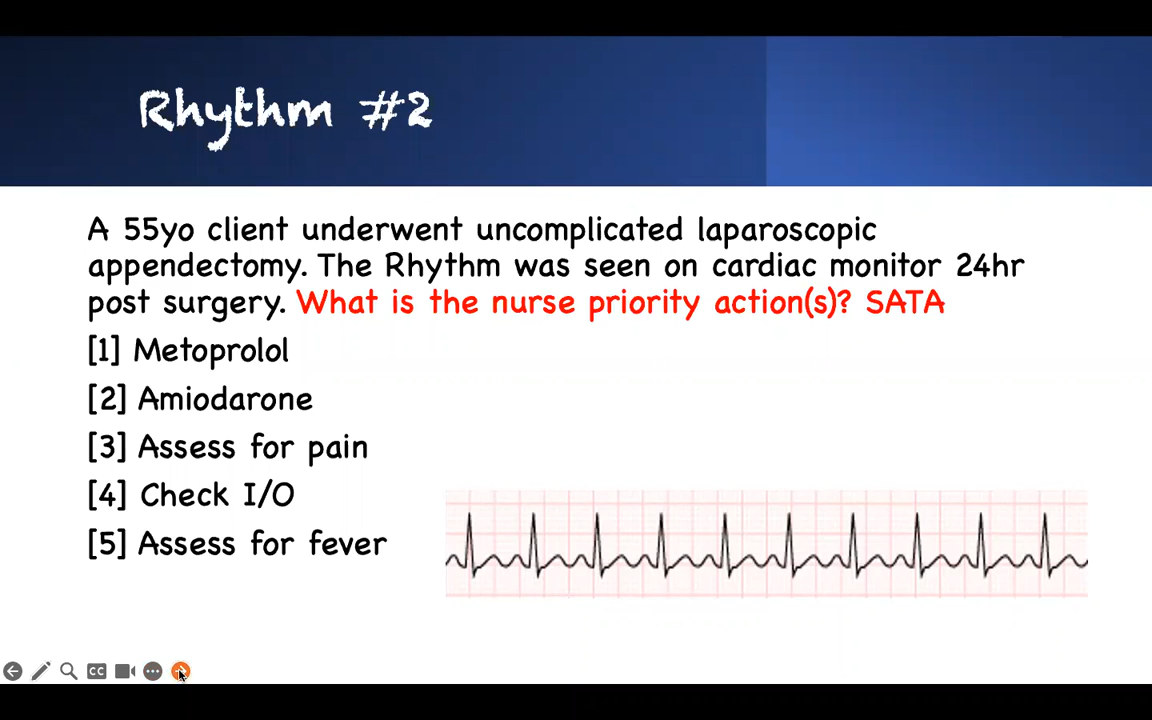 Rhythm #2
A 55yo client underwent uncomplicated laparoscopic
appendectomy. The Rhythm was seen on cardiac monitor 24hr
post surgery. What is the nurse priority action(s)? SATA
[1] Metoprolol
[2] Amiodarone
[3] Assess for pain
[4] Check I/O
[5] Assess for fever
CC